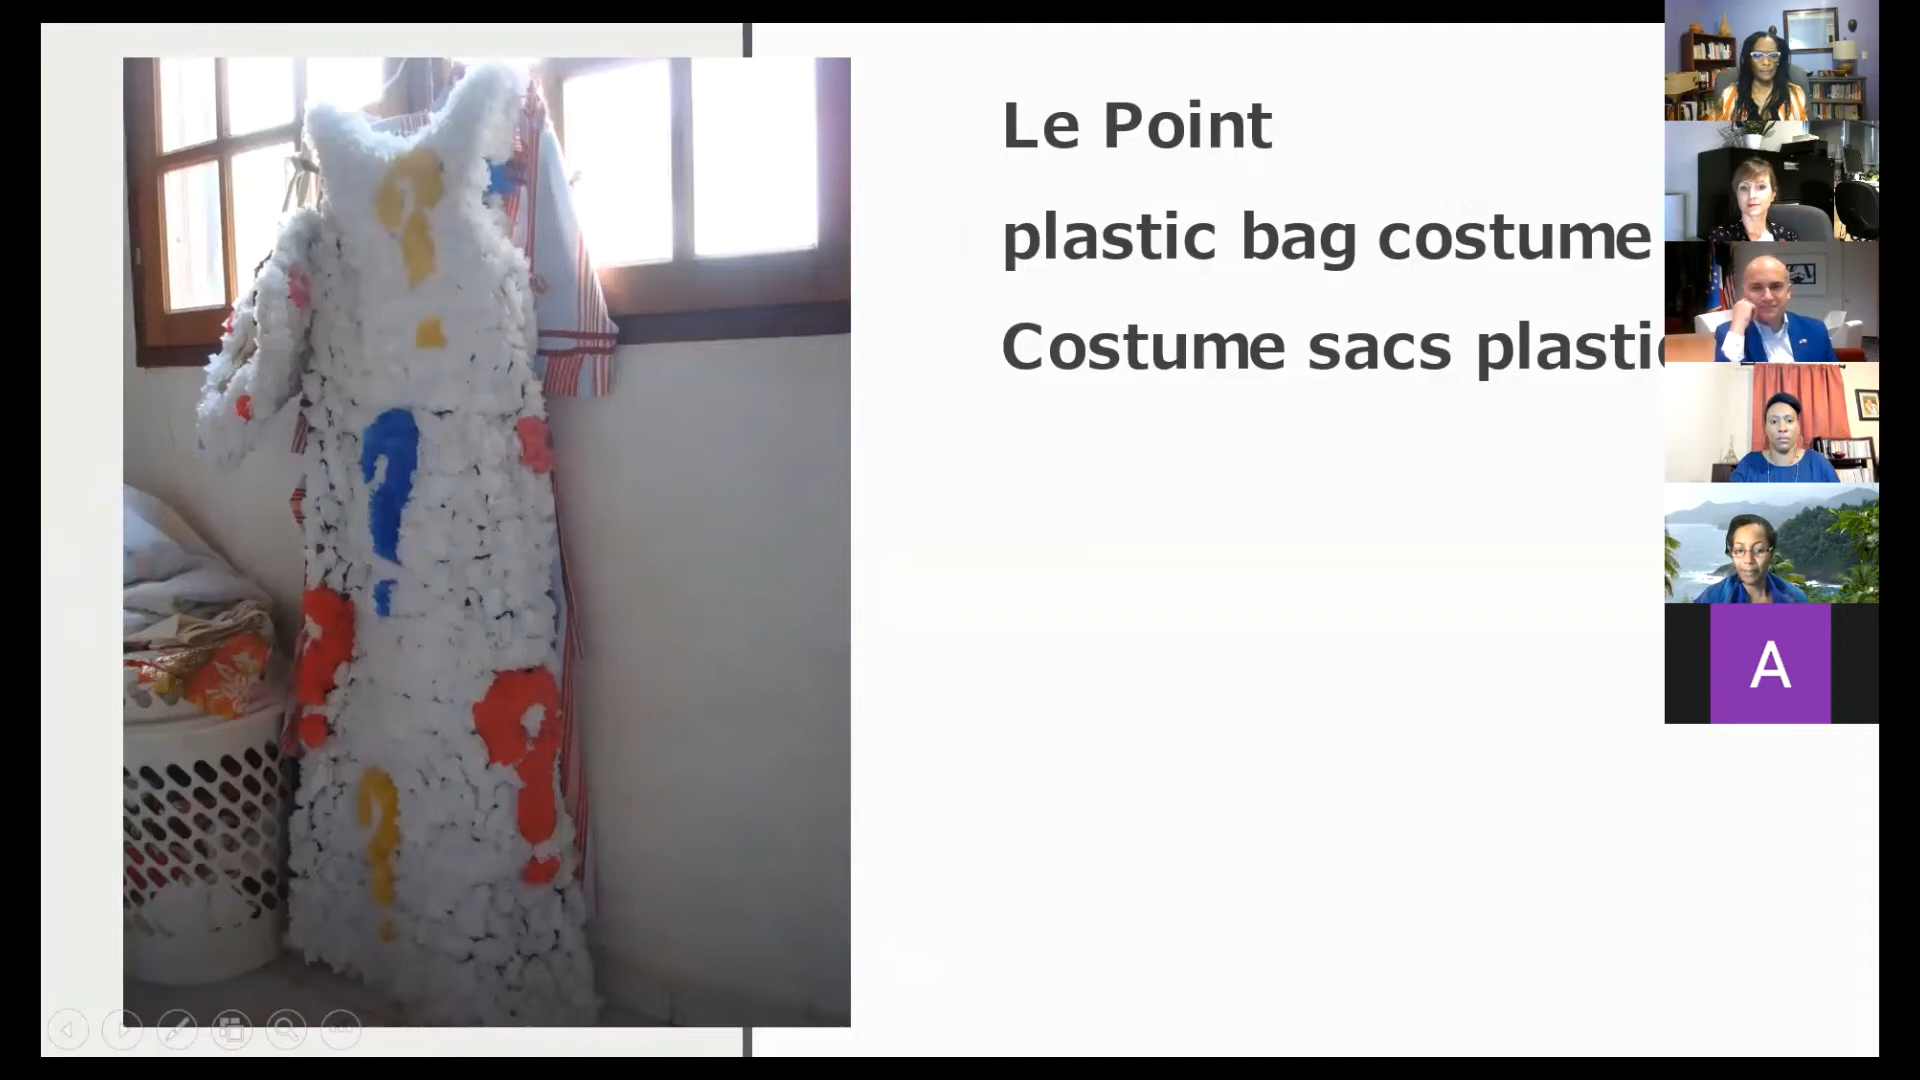 Le Point
plastic bag costume
Costume sacs plastic
A